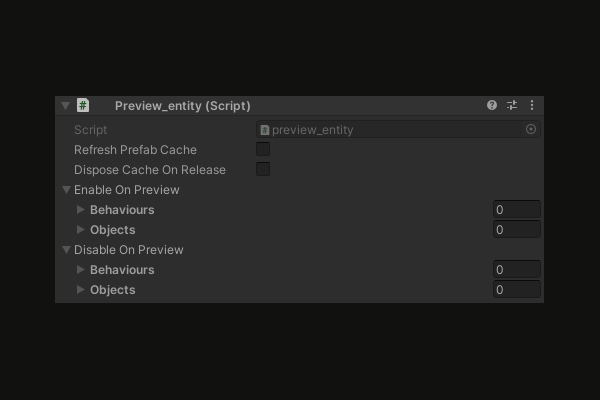 # Preview_entity (Script)
Script # preview_entity
Refresh Prefab Cache
Dispose Cache On Release
Enable On Preview
Behaviours 0
Objects 0
Disable On Preview
Behaviours 0
Objects 0